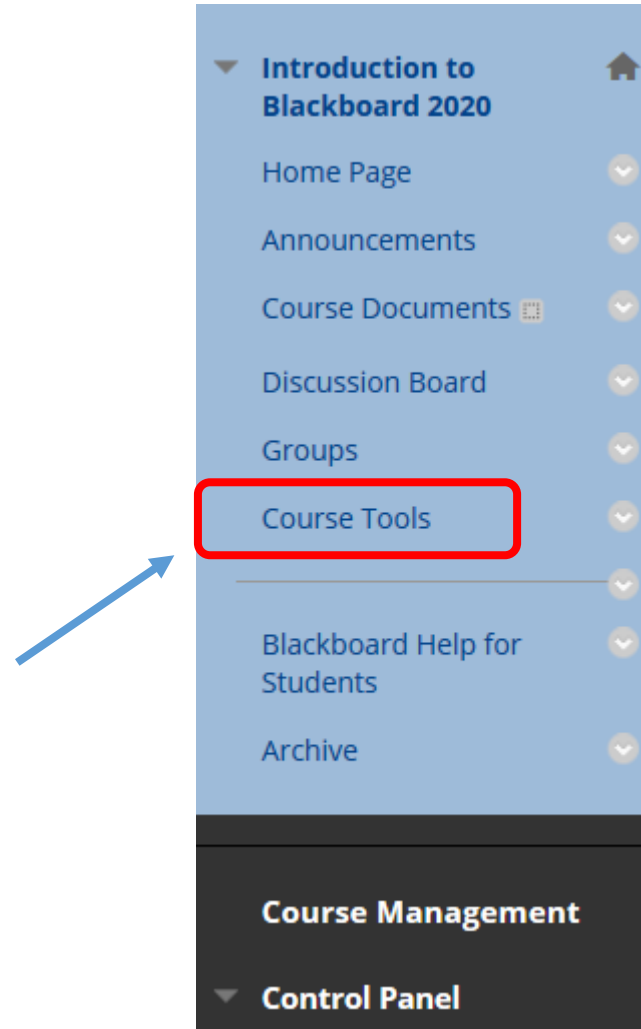 Introduction to
Blackboard 2020
Home Page
Announcements
Course Documents
Discussion Board
Groups
Course Tools
Blackboard Help for
Students
Archive
Course Management
Control Panel